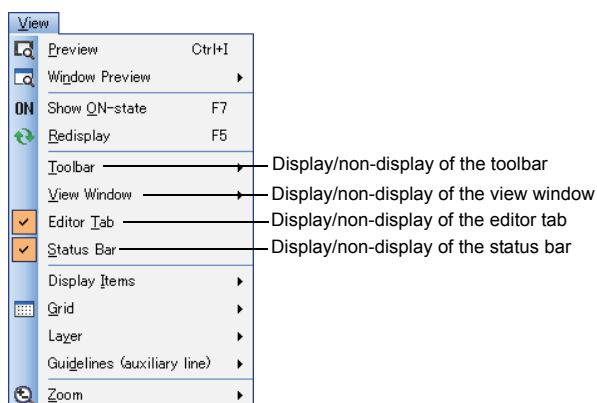 View
Preview Ctrl+I
Window Preview
ON Show ON-state F7
Redisplay F5
Toolbar Display/non-display of the toolbar
View Window Display/non-display of the view window
Editor Tab Display/non-display of the editor tab
Status Bar Display/non-display of the status bar
Display Items
Grid
Layer
Guidelines (auxiliary line)
Zoom